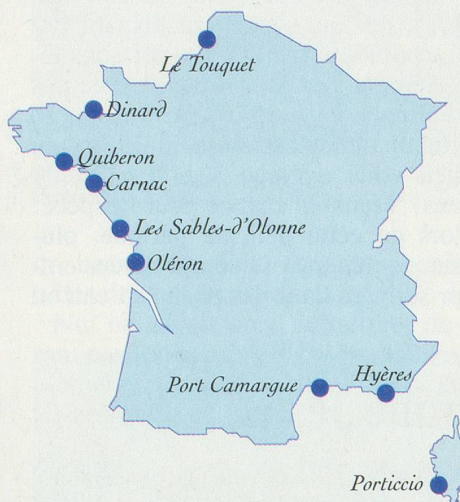 Le Touquet
Dinard
Quiberon
Carnac
Les Sables-d'Olonne
Oléron
Port Camargue
Hyères
Porticcio